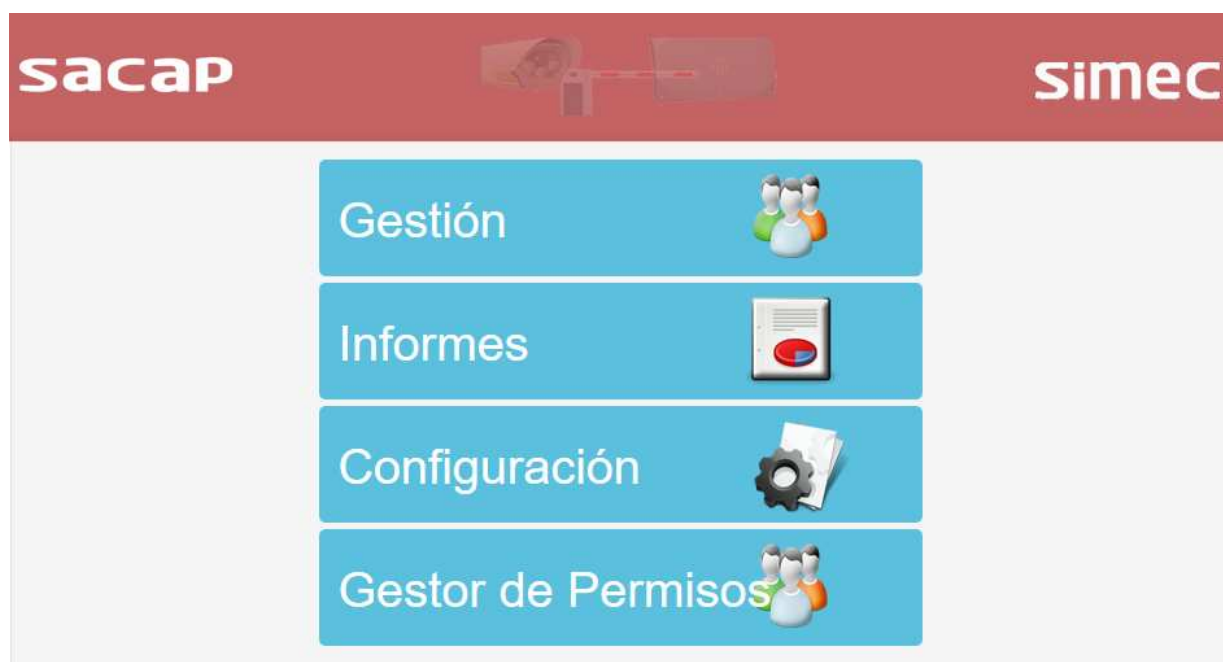 sacap
simec
Gestión
Informes
Configuración
Gestor de Permisos